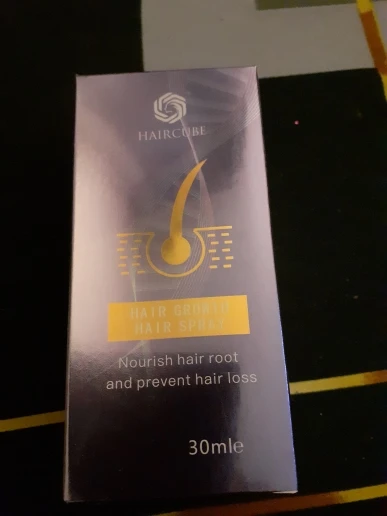 HAIRCUBE
HAIR GROWTH
HAIR SPRAY
Nourish hair root
and prevent hair loss
30mle